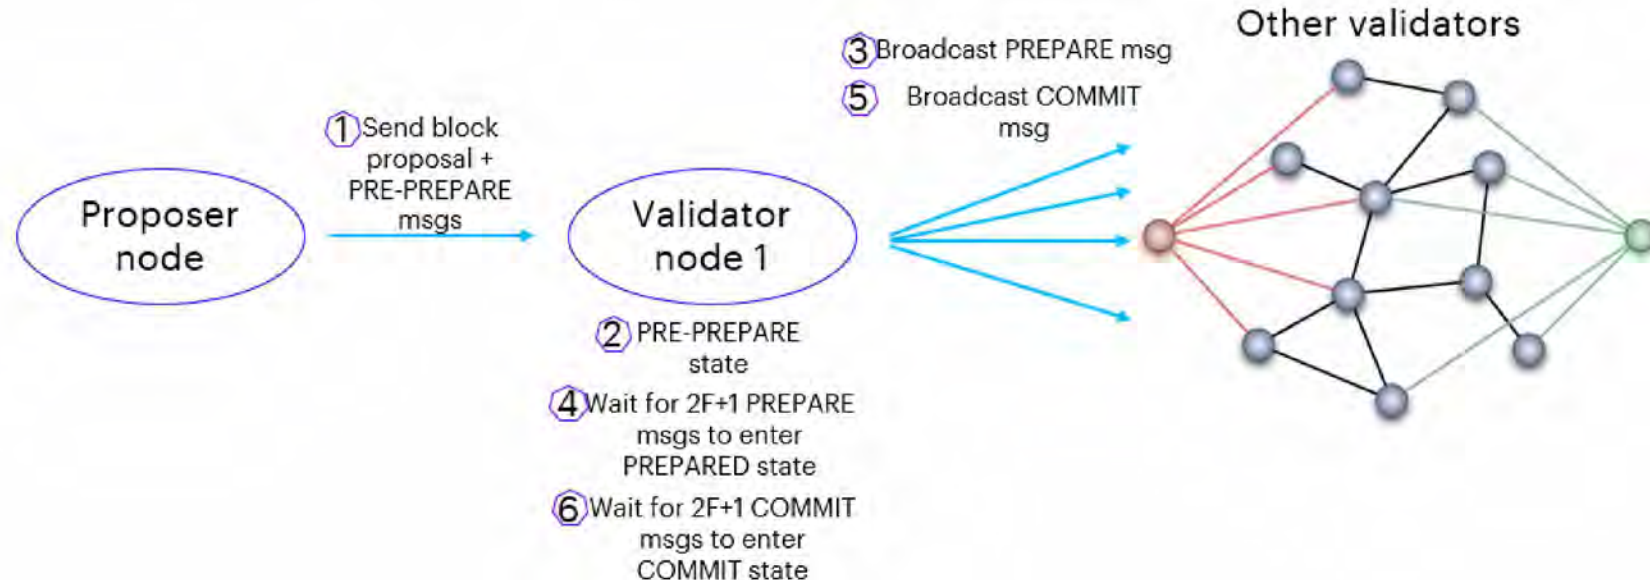 Other validators
3 Broadcast PREPARE msg
5 Broadcast COMMIT
msg
1 Send block
proposal +
PRE-PREPARE
msgs
Proposer
node
Validator
node 1
2 PRE-PREPARE
state
4 Wait for 2F+1 PREPARE
msgs to enter
PREPARED state
6 Wait for 2F+1 COMMIT
msgs to enter
COMMIT state